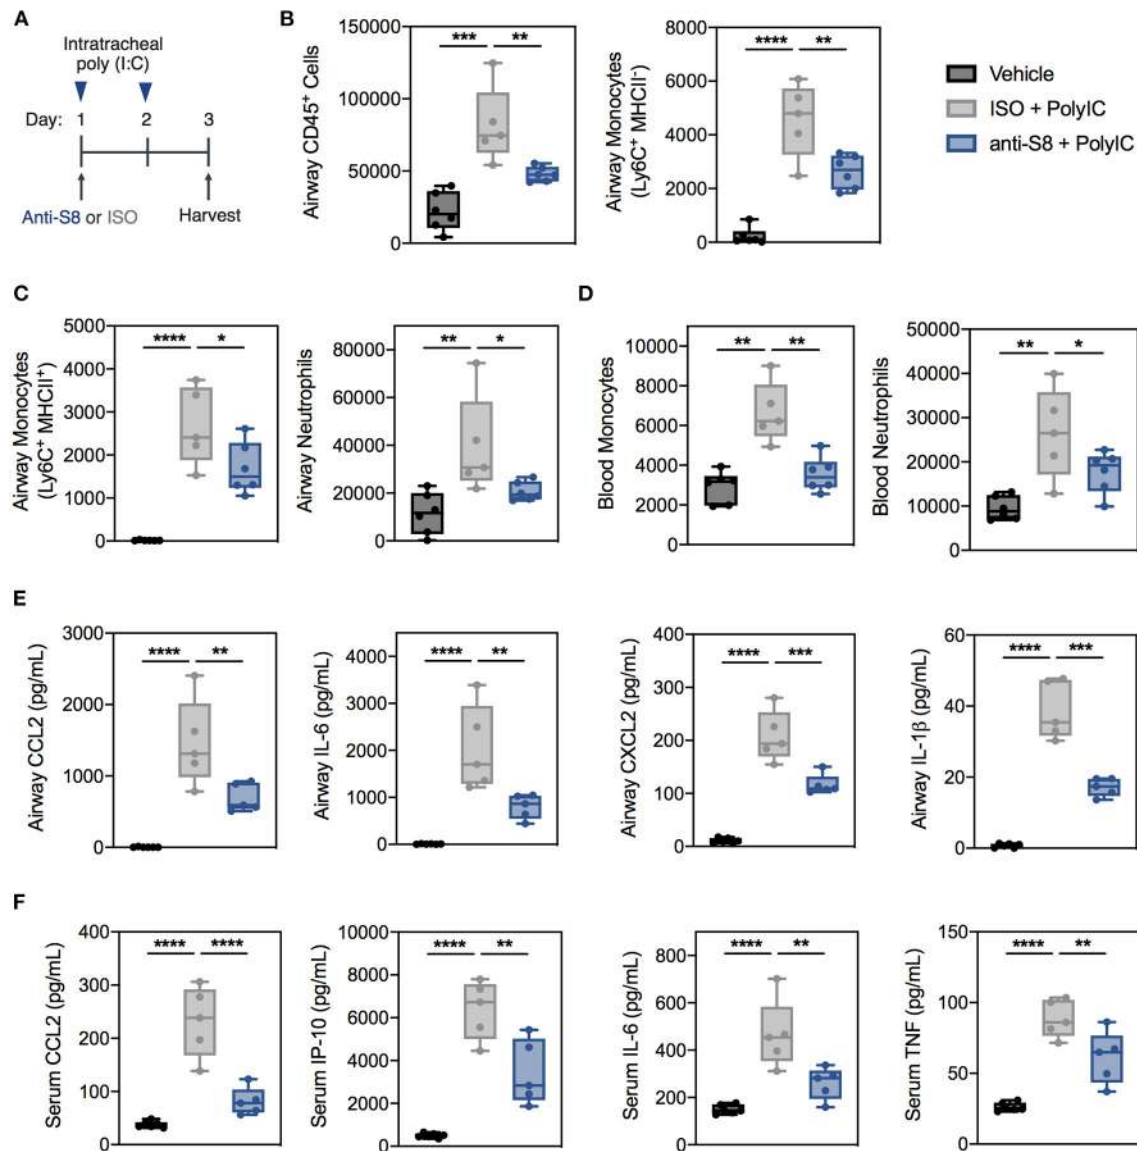 A
Intratracheal
poly (I:C)
Day: 1 2 3
Anti-S8 or ISO
Harvest
B
Airway CD45⁺ Cells
150000
100000
50000
0
*** **
Airway Monocytes
(Ly6C⁺ MHCII⁻)
8000
6000
4000
2000
0
**** **
Vehicle
ISO + PolyIC
anti-S8 + PolyIC
C
Airway Monocytes
(Ly6C⁺ MHCII⁺)
5000
4000
3000
2000
1000
0
**** *
Airway Neutrophils
80000
60000
40000
20000
0
** *
D
Blood Monocytes
10000
8000
6000
4000
2000
0
** **
Blood Neutrophils
50000
40000
30000
20000
10000
0
** *
E
Airway CCL2 (pg/mL)
3000
2000
1000
0
**** **
Airway IL-6 (pg/mL)
4000
3000
2000
1000
0
**** **
Airway CXCL2 (pg/mL)
400
300
200
100
0
**** ***
Airway IL-1β (pg/mL)
60
40
20
0
**** ***
F
Serum CCL2 (pg/mL)
400
300
200
100
0
**** ****
Serum IP-10 (pg/mL)
10000
8000
6000
4000
2000
0
**** **
Serum IL-6 (pg/mL)
800
600
400
200
0
**** **
Serum TNF (pg/mL)
150
100
50
0
**** **